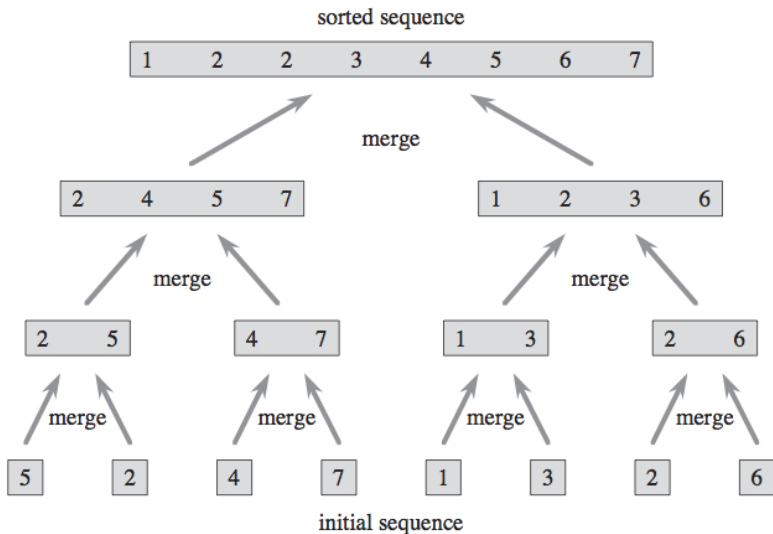 sorted sequence
1 2 2 3 4 5 6 7
merge
2 4 5 7 1 2 3 6
merge merge
2 5 4 7 1 3 2 6
merge merge merge merge
5 2 4 7 1 3 2 6
initial sequence